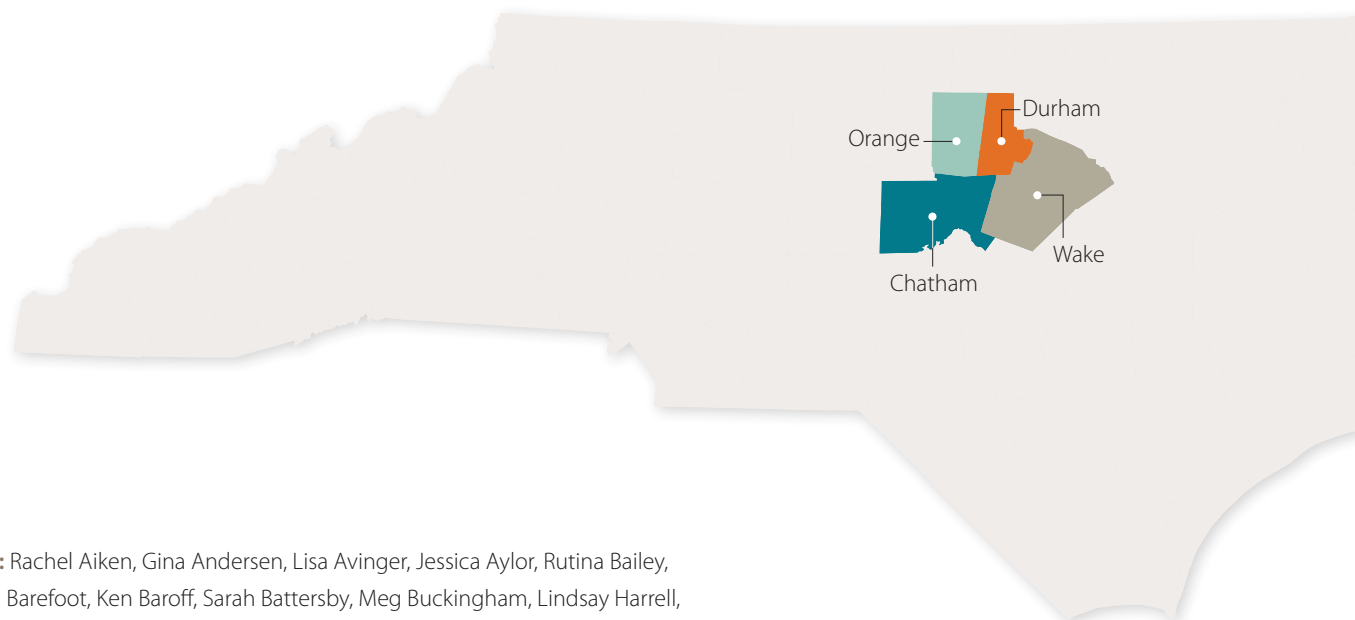 Durham
Orange
Wake
Chatham
: Rachel Aiken, Gina Andersen, Lisa Avinger, Jessica Aylor, Rutina Bailey,
Barefoot, Ken Baroff, Sarah Battersby, Meg Buckingham, Lindsay Harrell,